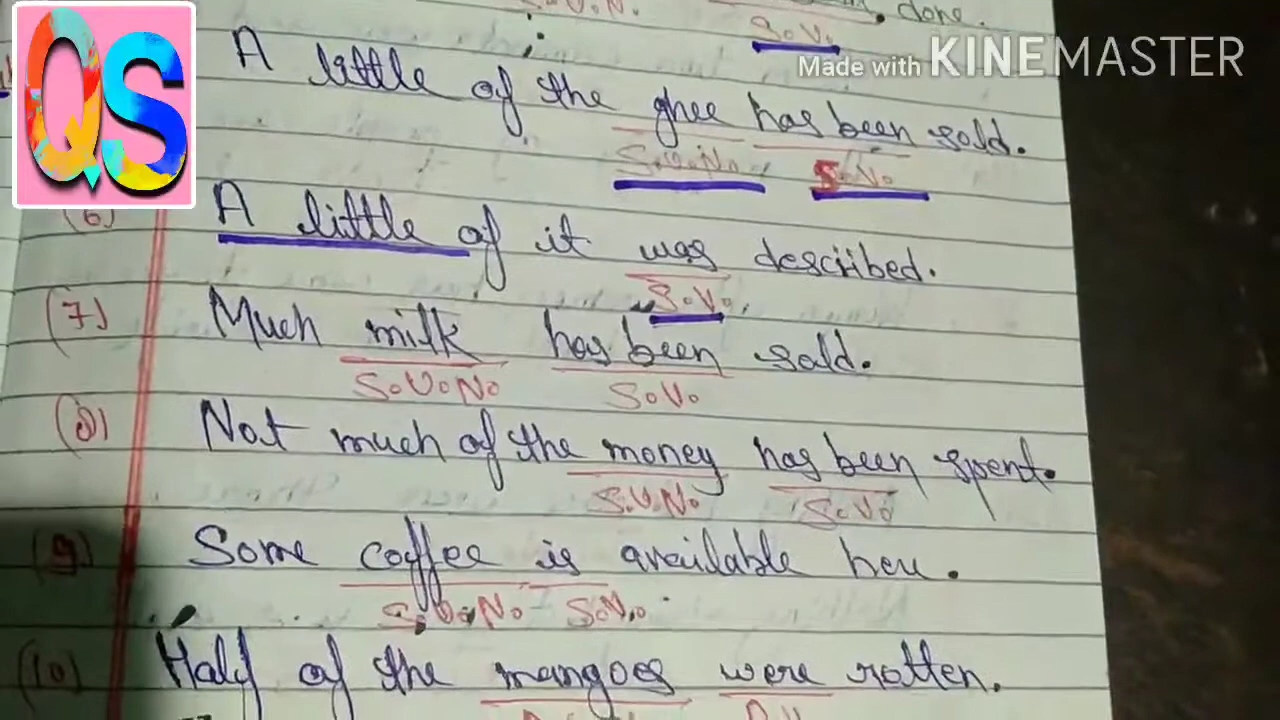 S.U.N. done.
S.V.
Made with KINEMASTER
QS
A little of the ghee has been sold.
S.U.N. S.V.
(6) A little of it was described.
S.V.
(7) Much milk has been sold.
S.U.N. S.V.
(8) Not much of the money has been spent.
S.U.N. S.V.
(9) Some coffee is available here.
S.U.N. S.V.
(10) Half of the mangoes were rotten.